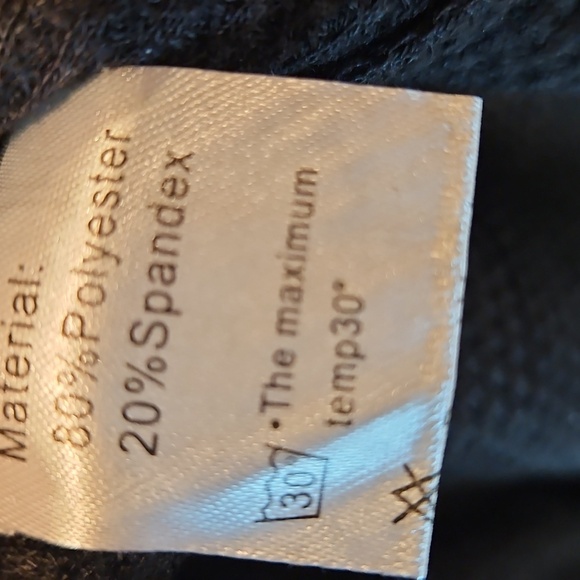 Material:
80%Polyester
20%Spandex
30 •The maximum
temp30°